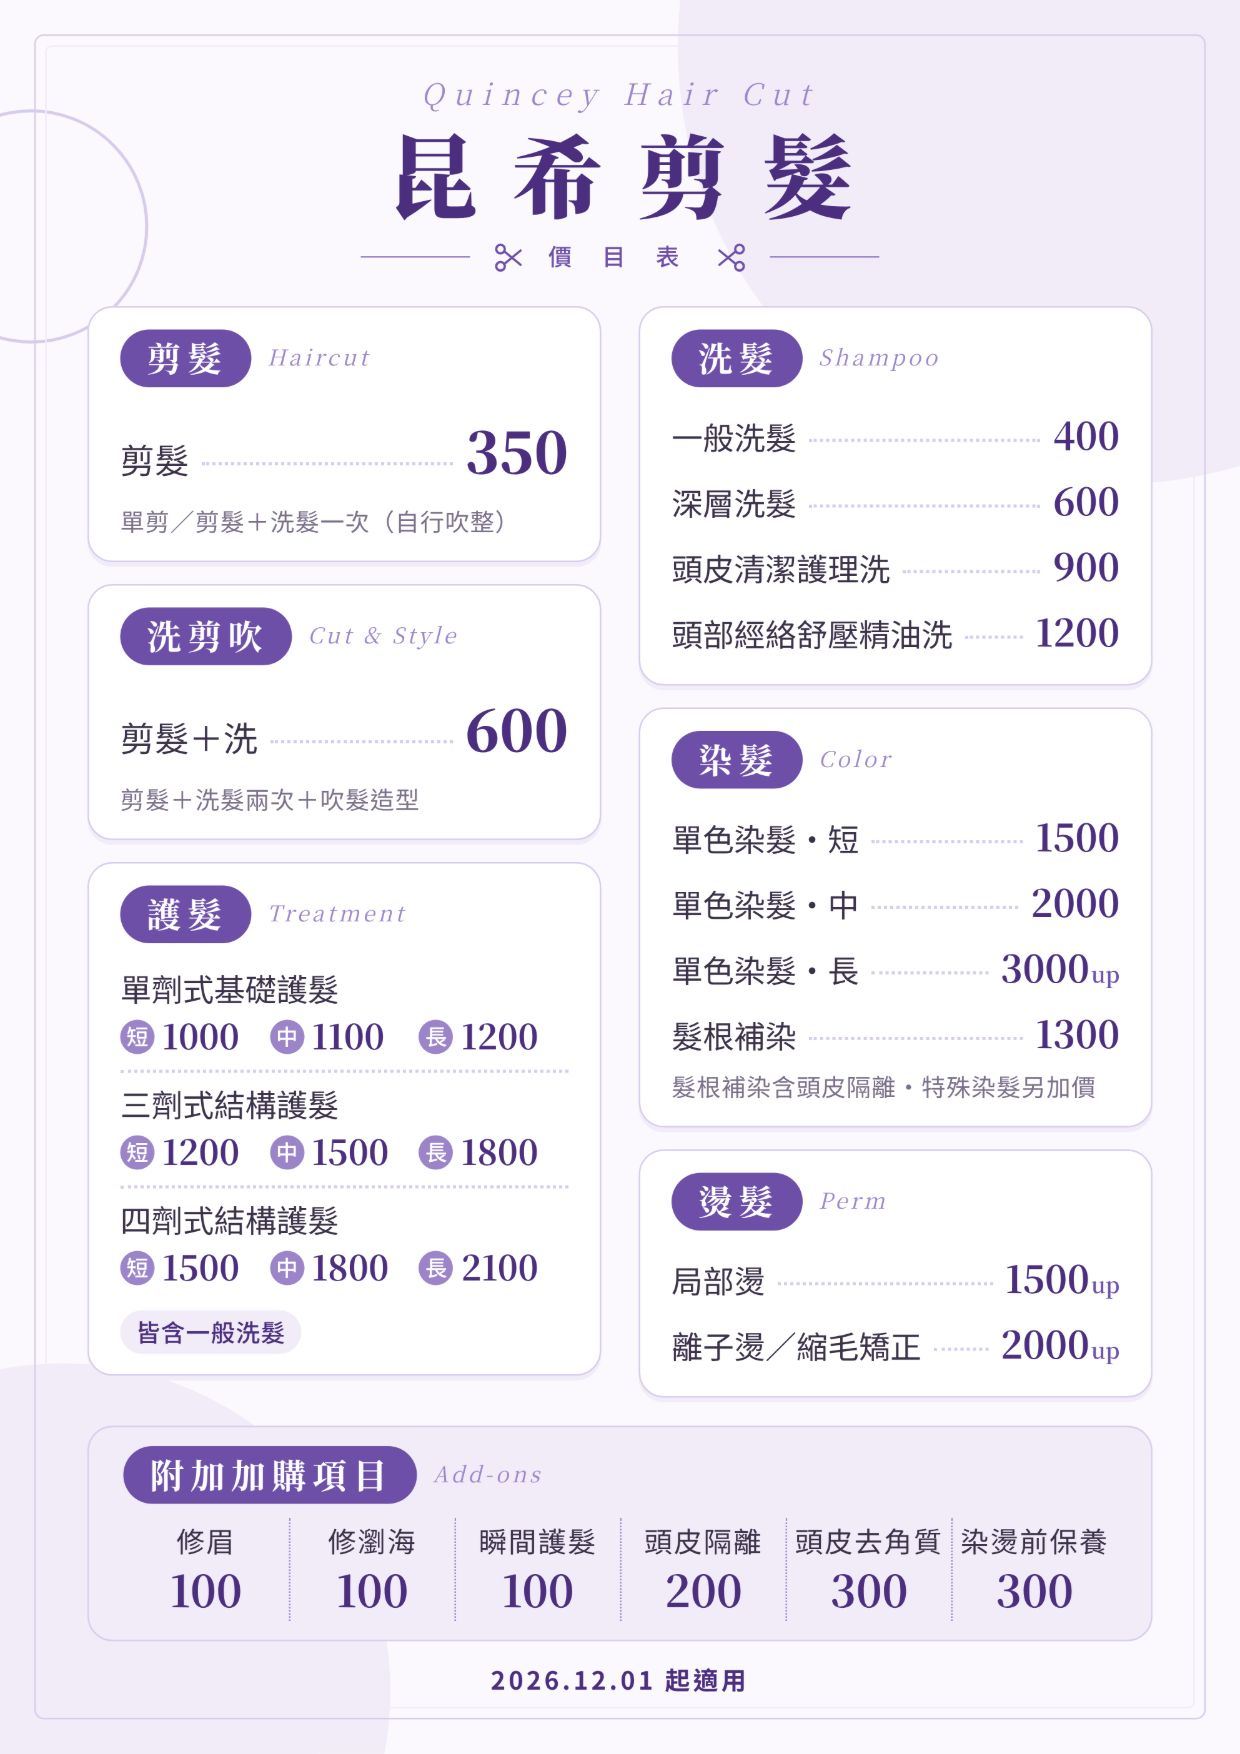 Quincey Hair Cut
昆希剪髮
價目表
剪髮 Haircut
剪髮 350
單剪／剪髮＋洗髮一次（自行吹整）
洗剪吹 Cut & Style
剪髮＋洗 600
剪髮＋洗髮兩次＋吹髮造型
護髮 Treatment
單劑式基礎護髮
短 1000 中 1100 長 1200
三劑式結構護髮
短 1200 中 1500 長 1800
四劑式結構護髮
短 1500 中 1800 長 2100
皆含一般洗髮
洗髮 Shampoo
一般洗髮 400
深層洗髮 600
頭皮清潔護理洗 900
頭部經絡舒壓精油洗 1200
染髮 Color
單色染髮・短 1500
單色染髮・中 2000
單色染髮・長 3000up
髮根補染 1300
髮根補染含頭皮隔離・特殊染髮另加價
燙髮 Perm
局部燙 1500up
離子燙／縮毛矯正 2000up
附加加購項目 Add-ons
修眉 修瀏海 瞬間護髮 頭皮隔離 頭皮去角質 染燙前保養
100 100 100 200 300 300
2026.12.01 起適用